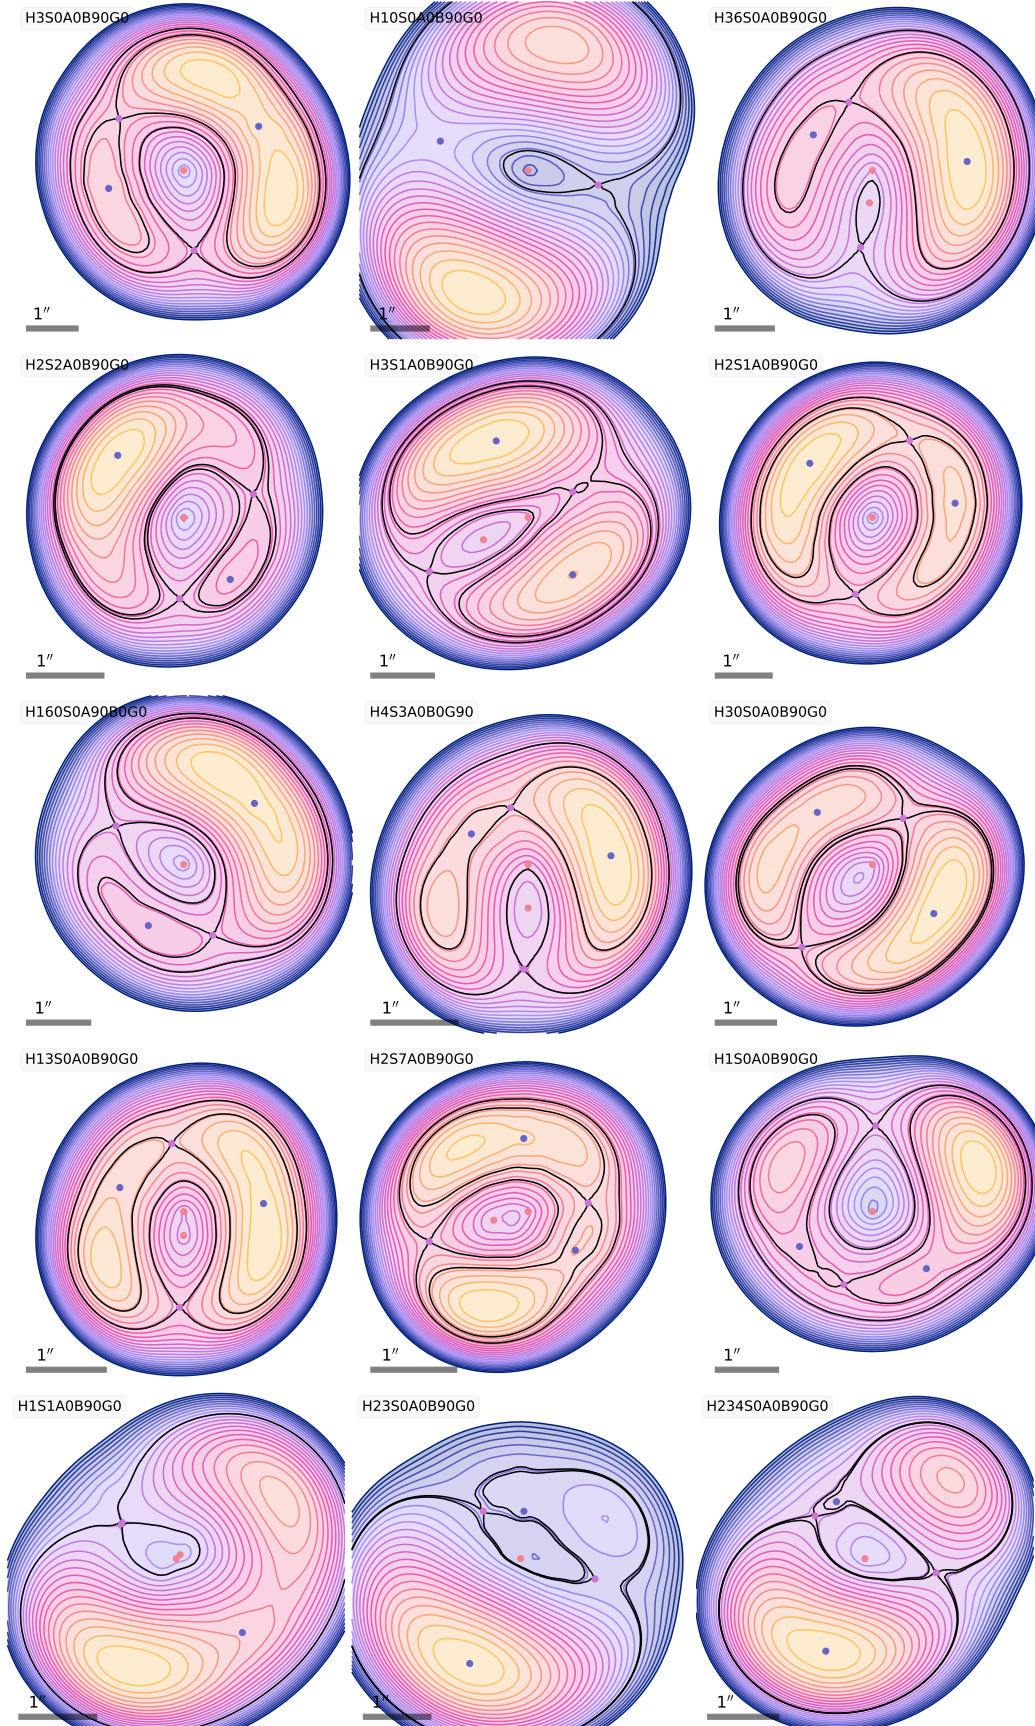 H3S0A0B90G0
H10S0A0B90G0
H36S0A0B90G0
1″
1″
1″
H2S2A0B90G0
H3S1A0B90G0
H2S1A0B90G0
1″
1″
1″
H160S0A90B0G0
H4S3A0B0G90
H30S0A0B90G0
1″
1″
1″
H13S0A0B90G0
H2S7A0B90G0
H1S0A0B90G0
1″
1″
1″
H1S1A0B90G0
H23S0A0B90G0
H234S0A0B90G0
1″
1″
1″